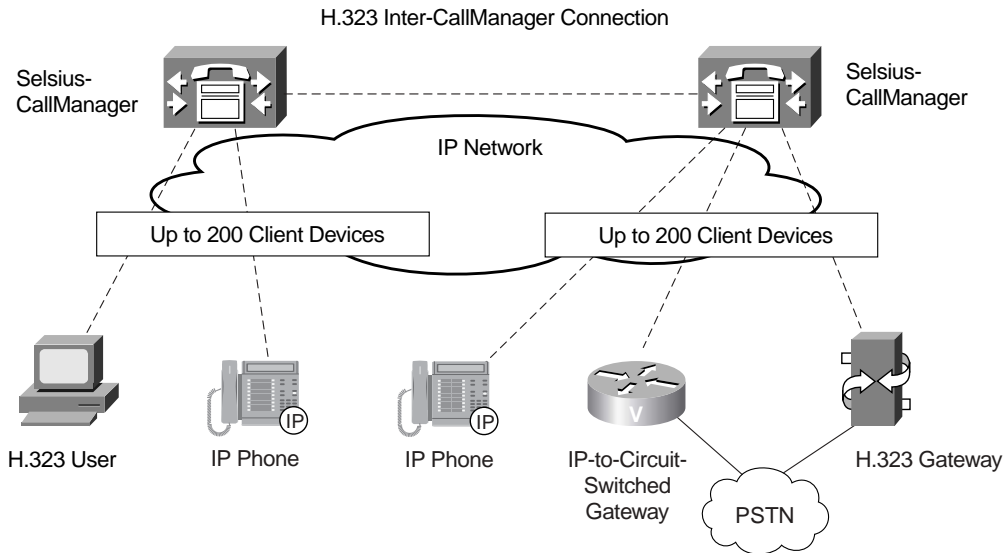 H.323 Inter-CallManager Connection
Selsius-
CallManager
Selsius-
CallManager
IP Network
Up to 200 Client Devices
Up to 200 Client Devices
IP
IP
V
H.323 User
IP Phone
IP Phone
IP-to-Circuit-
Switched
Gateway
H.323 Gateway
PSTN